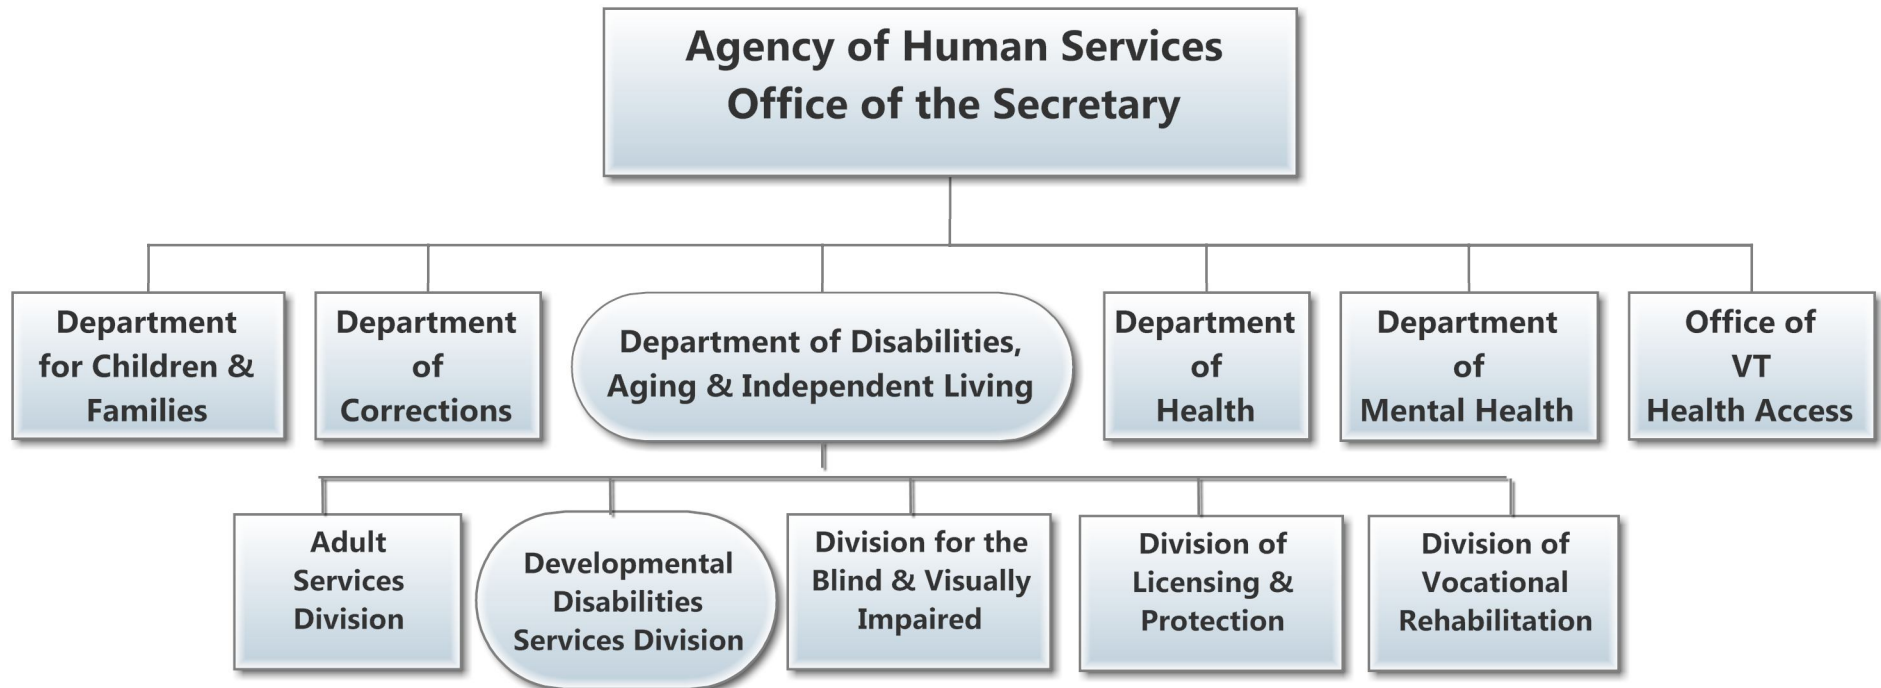 Agency of Human Services
Office of the Secretary
Department
for Children &
Families
Department
of
Corrections
Department of Disabilities,
Aging & Independent Living
Department
of
Health
Department
of
Mental Health
Office of
VT
Health Access
Adult
Services
Division
Developmental
Disabilities
Services Division
Division for the
Blind & Visually
Impaired
Division of
Licensing &
Protection
Division of
Vocational
Rehabilitation